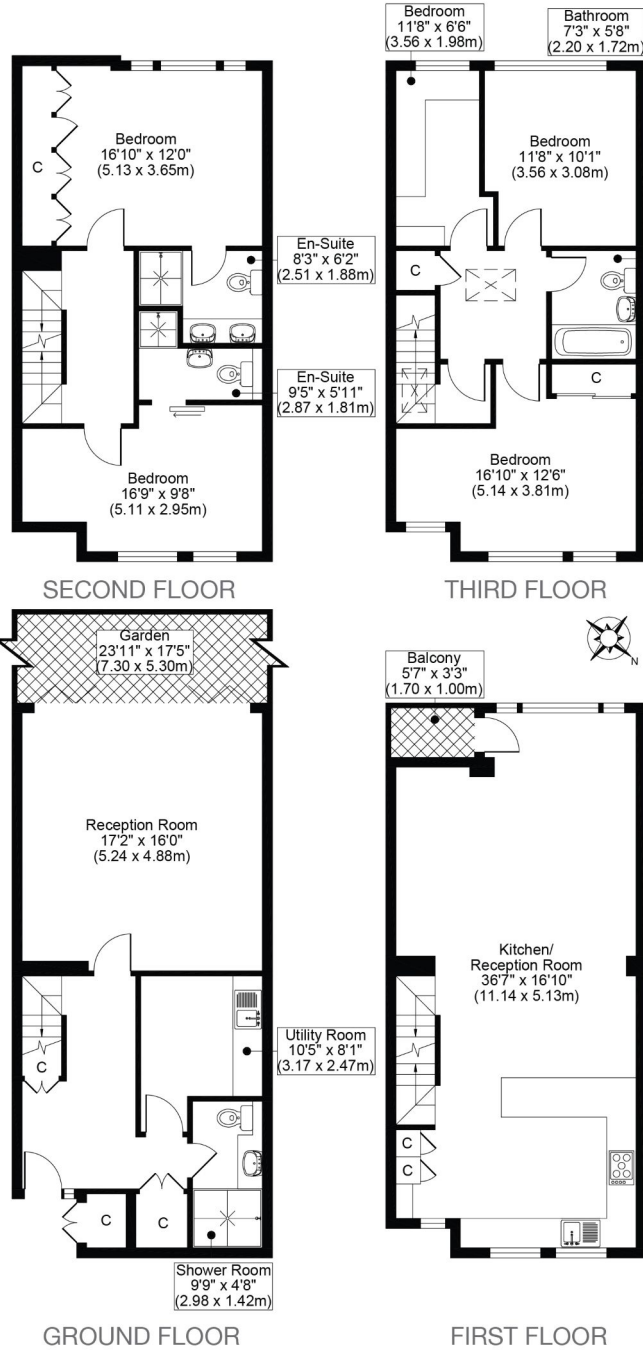 Bedroom
11'8" x 6'6"
(3.56 x 1.98m)
Bathroom
7'3" x 5'8"
(2.20 x 1.72m)
Bedroom
16'10" x 12'0"
(5.13 x 3.65m)
C
En-Suite
8'3" x 6'2"
(2.51 x 1.88m)
En-Suite
9'5" x 5'11"
(2.87 x 1.81m)
Bedroom
16'9" x 9'8"
(5.11 x 2.95m)
SECOND FLOOR
Bedroom
11'8" x 10'1"
(3.56 x 3.08m)
C
C
Bedroom
16'10" x 12'6"
(5.14 x 3.81m)
THIRD FLOOR
Garden
23'11" x 17'5"
(7.30 x 5.30m)
Reception Room
17'2" x 16'0"
(5.24 x 4.88m)
C
Utility Room
10'5" x 8'1"
(3.17 x 2.47m)
C
C
Shower Room
9'9" x 4'8"
(2.98 x 1.42m)
GROUND FLOOR
N
Balcony
5'7" x 3'3"
(1.70 x 1.00m)
Kitchen/
Reception Room
36'7" x 16'10"
(11.14 x 5.13m)
C
C
FIRST FLOOR